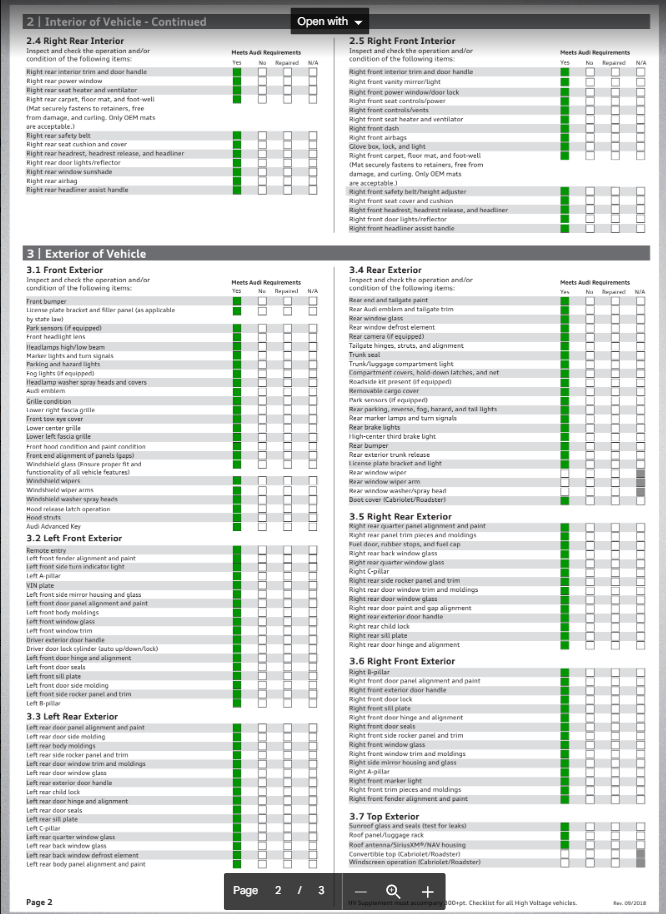 2 | Interior of Vehicle - Continued
Open with
2.4 Right Rear Interior
Inspect and check the operation and/or
condition of the following items:
Meets Audi Requirements
Yes No Repaired N/A
Right rear interior trim and door handle
Right rear power window
Right rear seat heater and ventilator
Right rear carpet, floor mat, and foot-well
(Mat securely fastens to retainers, free
from damage, and curling. Only OEM mats
are acceptable.)
Right rear safety belt
Right rear seat cushion and cover
Right rear headrest, headrest release, and headliner
Right rear door lights/reflector
Right rear window sunshade
Right rear airbag
Right rear headliner assist handle
2.5 Right Front Interior
Inspect and check the operation and/or
condition of the following items:
Meets Audi Requirements
Yes No Repaired N/A
Right front interior trim and door handle
Right front vanity mirror/light
Right front power window/door lock
Right front seat controls/power
Right front controls/vents
Right front seat heater and ventilator
Right front dash
Right front airbags
Glove box, lock, and light
Right front carpet, floor mat, and foot-well
(Mat securely fastens to retainers, free from
damage, and curling. Only OEM mats
are acceptable.)
Right front safety belt/height adjuster
Right front seat cover and cushion
Right front headrest, headrest release, and headliner
Right front door lights/reflector
Right front headliner assist handle
3 | Exterior of Vehicle
3.1 Front Exterior
Inspect and check the operation and/or
condition of the following items:
Meets Audi Requirements
Yes No Repaired N/A
Front bumper
License plate bracket and filler panel (as applicable
by state law)
Park sensors (if equipped)
Front headlight lens
Headlamps high/low beam
Marker lights and turn signals
Parking and hazard lights
Fog lights (if equipped)
Headlamp washer spray heads and covers
Audi emblem
Grille condition
Lower right fascia grille
Front tow eye cover
Lower center grille
Lower left fascia grille
Front hood condition and paint condition
Front end alignment of panels (gaps)
Windshield glass (Ensure proper fit and
functionality of all vehicle features)
Windshield wipers
Windshield wiper arms
Windshield washer spray heads
Hood release latch operation
Hood struts
Audi Advanced Key
3.2 Left Front Exterior
Remote entry
Left front fender alignment and paint
Left front side turn indicator light
Left A-pillar
VIN plate
Left front side mirror housing and glass
Left front door panel alignment and paint
Left front body moldings
Left front window glass
Left front window trim
Driver exterior door handle
Driver door lock cylinder (auto up/down/lock)
Left front door hinge and alignment
Left front door seals
Left front sill plate
Left front door side molding
Left front side rocker panel and trim
Left B-pillar
3.3 Left Rear Exterior
Left rear door panel alignment and paint
Left rear door side molding
Left rear body moldings
Left rear side rocker panel and trim
Left rear door window trim and moldings
Left rear door window glass
Left rear exterior door handle
Left rear child lock
Left rear door hinge and alignment
Left rear door seals
Left rear sill plate
Left C-pillar
Left rear quarter window glass
Left rear back window glass
Left rear back window defrost element
Left rear body panel alignment and paint
3.4 Rear Exterior
Inspect and check the operation and/or
condition of the following items:
Meets Audi Requirements
Yes No Repaired N/A
Rear end and tailgate paint
Rear Audi emblem and tailgate trim
Rear window glass
Rear window defrost element
Rear camera (if equipped)
Tailgate hinges, struts, and alignment
Trunk seal
Trunk/luggage compartment light
Compartment covers, hold-down latches, and net
Roadside kit present (if equipped)
Removable cargo cover
Park sensors (if equipped)
Rear parking, reverse, fog, hazard, and tail lights
Rear marker lamps and turn signals
Rear brake lights
High-center third brake light
Rear bumper
Rear exterior trunk release
License plate bracket and light
Rear window wiper
Rear window wiper arm
Rear window washer/spray head
Boot cover (Cabriolet/Roadster)
3.5 Right Rear Exterior
Right rear quarter panel alignment and paint
Right rear panel trim pieces and moldings
Fuel door, rubber stops, and fuel cap
Right rear back window glass
Right rear quarter window glass
Right C-pillar
Right rear side rocker panel and trim
Right rear door window trim and moldings
Right rear door window glass
Right rear door paint and gap alignment
Right rear exterior door handle
Right rear child lock
Right rear sill plate
Right rear door hinge and alignment
3.6 Right Front Exterior
Right B-pillar
Right front door panel alignment and paint
Right front exterior door handle
Right front door lock
Right front sill plate
Right front door hinge and alignment
Right front door seals
Right front side rocker panel and trim
Right front window glass
Right front window trim and moldings
Right side mirror housing and glass
Right A-pillar
Right front marker light
Right front trim pieces and moldings
Right front fender alignment and paint
3.7 Top Exterior
Sunroof glass and seals (test for leaks)
Roof panel/luggage rack
Roof antenna/SiriusXM®/NAV housing
Convertible top (Cabriolet/Roadster)
Windscreen operation (Cabriolet/Roadster)
Page 2 / 3
Page 2
HV Supplement must accompany 300+pt. Checklist for all High Voltage vehicles.
Rev. 09/2018